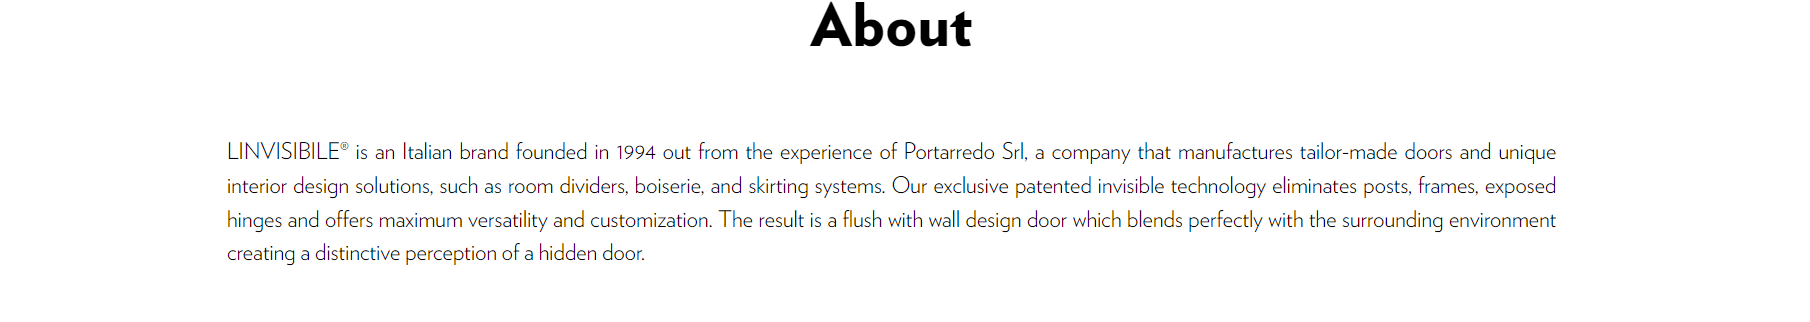 About
LINVISIBILE® is an Italian brand founded in 1994 out from the experience of Portarredo Srl, a company that manufactures tailor-made doors and unique
interior design solutions, such as room dividers, boiserie, and skirting systems. Our exclusive patented invisible technology eliminates posts, frames, exposed
hinges and offers maximum versatility and customization. The result is a flush with wall design door which blends perfectly with the surrounding environment
creating a distinctive perception of a hidden door.